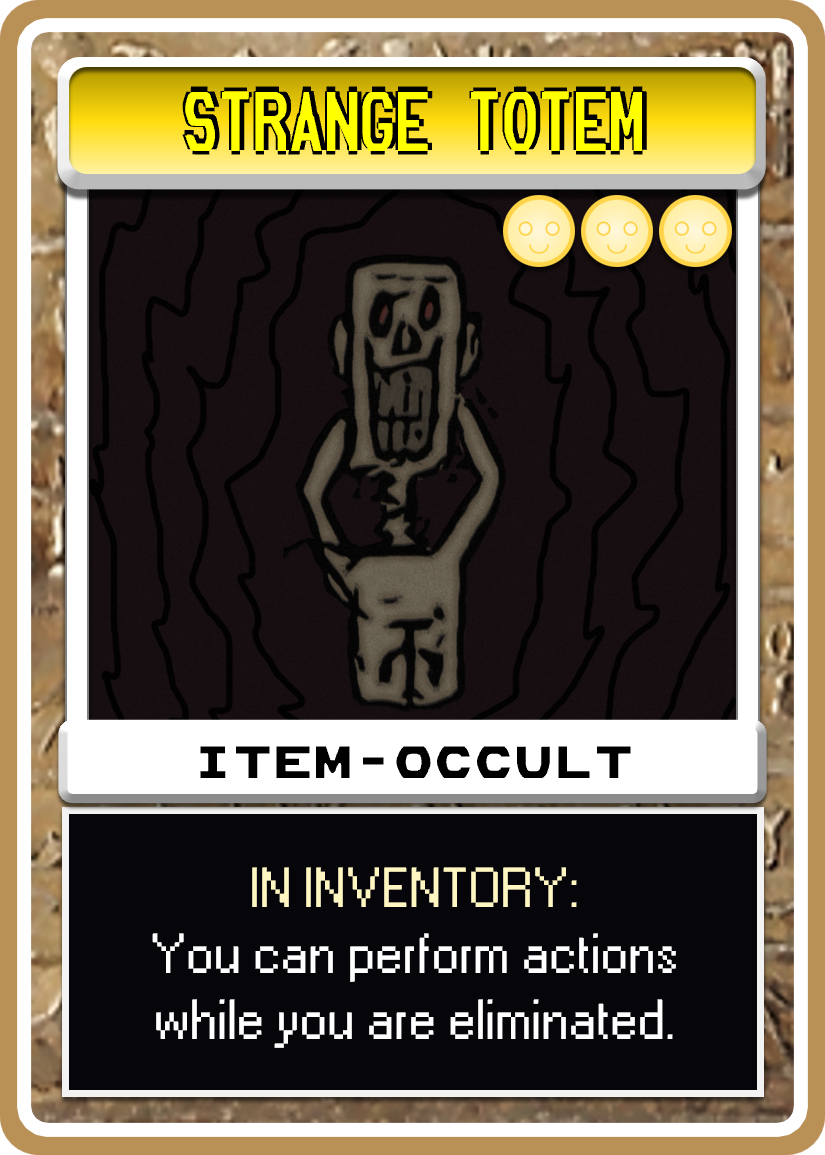 STRANGE TOTEM
ITEM-OCCULT
IN INVENTORY:
You can perform actions
while you are eliminated.